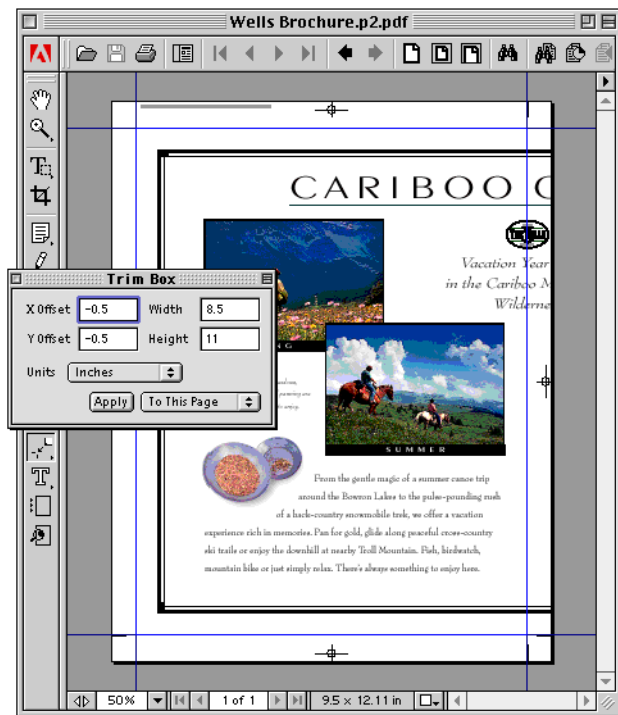 Wells Brochure.p2.pdf
CARIBOO C
Vacation Year
in the Cariboo M
Wilderne
Trim Box
X Offset -0.5 Width 8.5
Y Offset -0.5 Height 11
Units Inches
Apply To This Page
NG
panning
to enjoy.
SUMMER
From the gentle magic of a summer canoe trip
around the Bowron Lakes to the pulse-pounding rush
of a back-country snowmobile trek, we offer a vacation
experience rich in memories. Pan for gold, glide along peaceful cross-country
ski trails or enjoy the downhill at nearby Troll Mountain. Fish, birdwatch,
mountain bike or just simply relax. There's always something to enjoy here.
50% 1 of 1 9.5 x 12.11 in